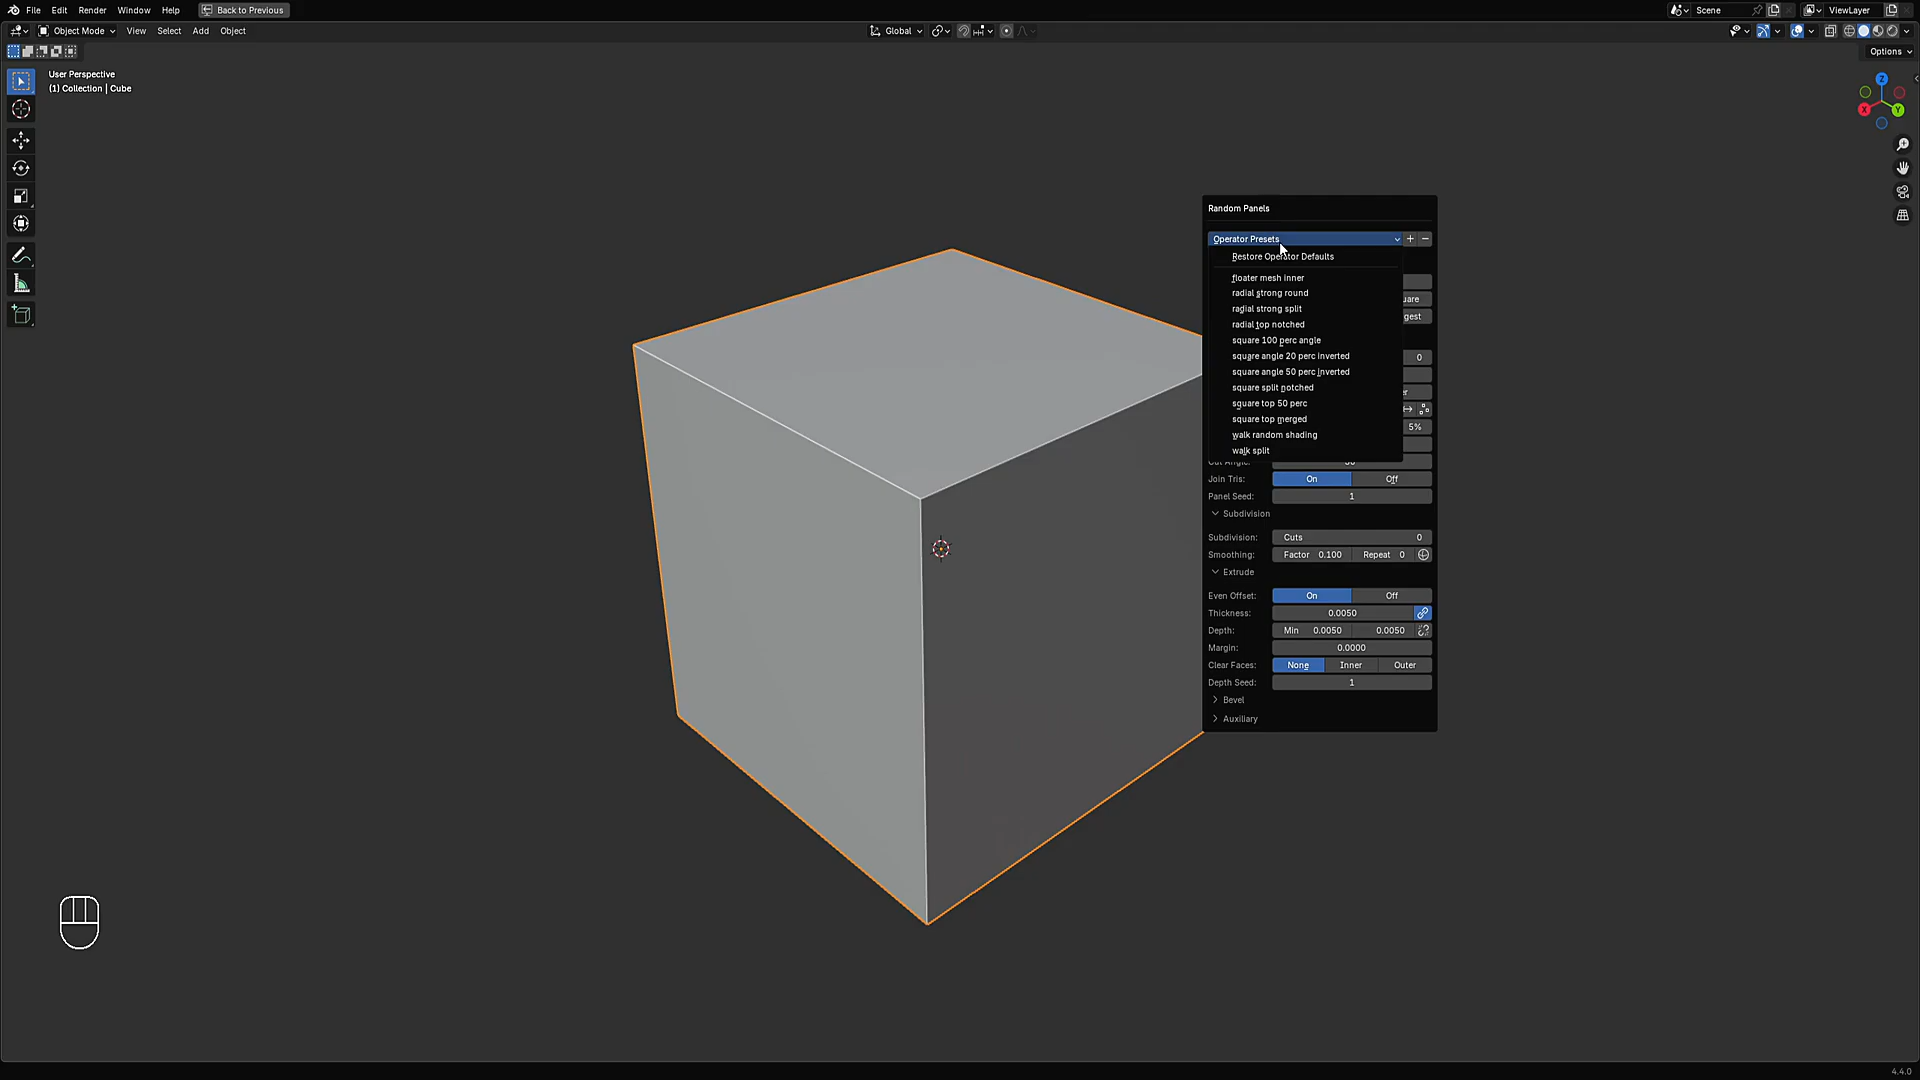 File Edit Render Window Help Back to Previous Scene ViewLayer
Object Mode View Select Add Object Global
Options
User Perspective
(1) Collection | Cube
Z
X Y
Random Panels
Operator Presets
Restore Operator Defaults
floater mesh inner
radial strong round
uare
radial strong split
gest
radial top notched
square 100 perc angle
square angle 20 perc inverted
0
square angle 50 perc inverted
square split notched
er
square top 50 perc
square top merged
5%
walk random shading
walk split
Join Tris: On Off
Panel Seed: 1
Subdivision
Subdivision: Cuts 0
Smoothing: Factor 0.100 Repeat 0
Extrude
Even Offset: On Off
Thickness: 0.0050
Depth: Min 0.0050 0.0050
Margin: 0.0000
Clear Faces: None Inner Outer
Depth Seed: 1
Bevel
Auxiliary
4.4.0